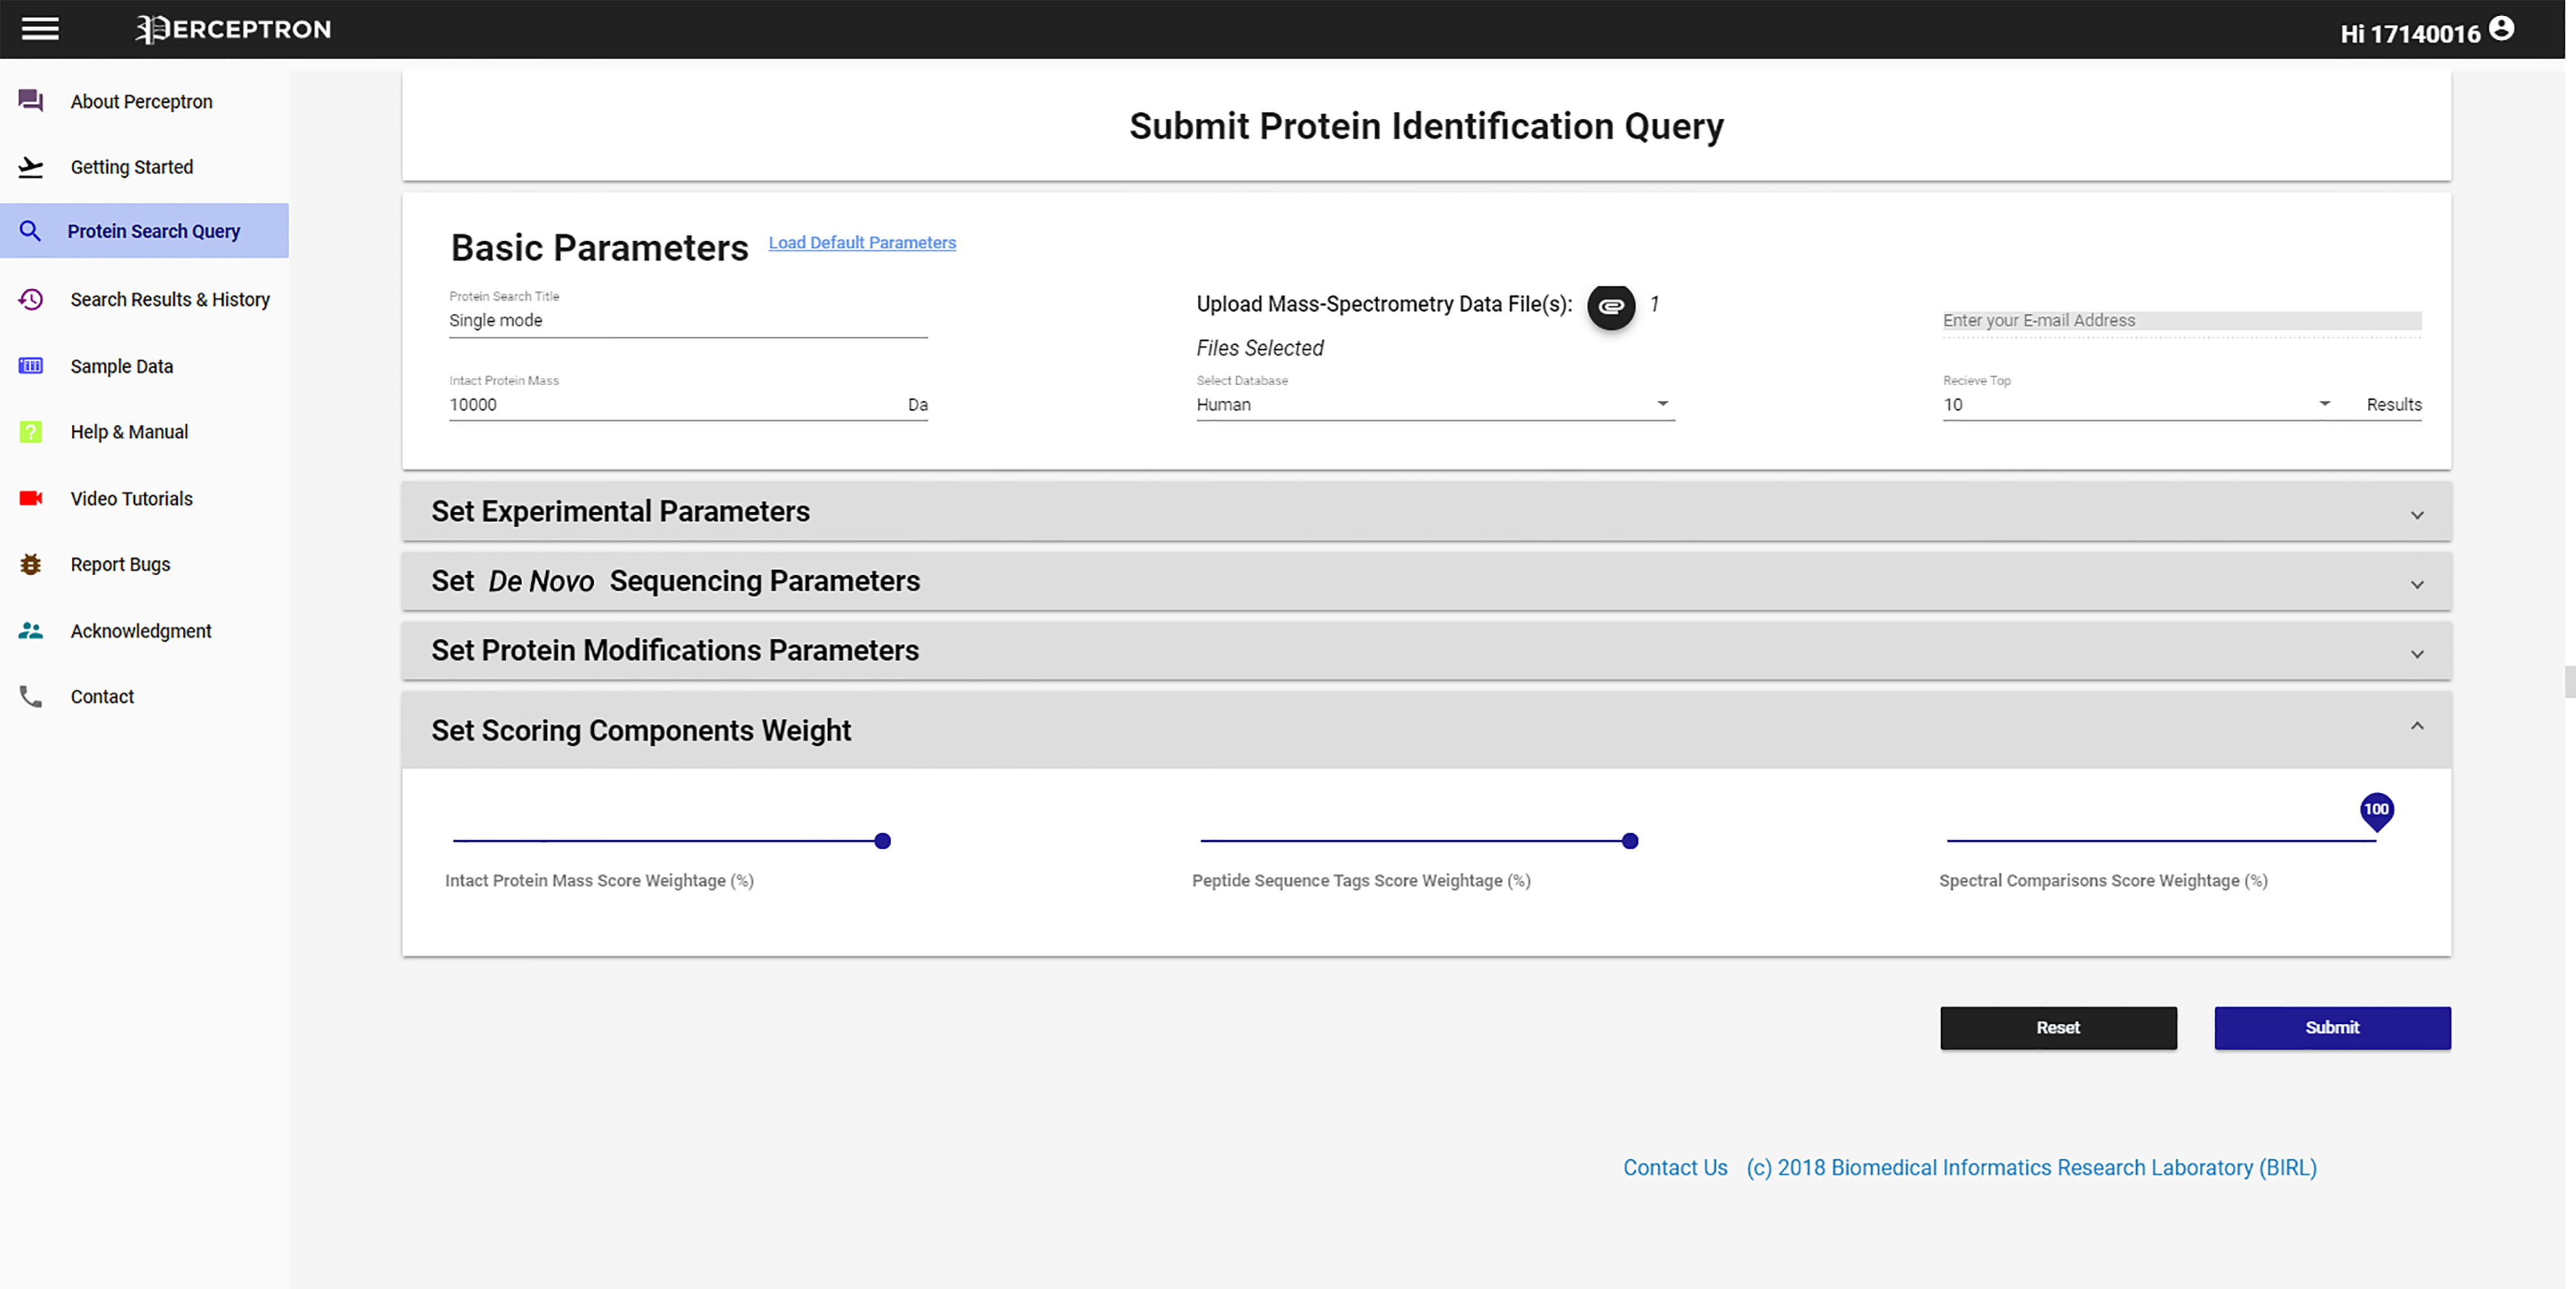 PERCEPTRON
Hi 17140016
About Perceptron
Getting Started
Protein Search Query
Search Results & History
Sample Data
Help & Manual
Video Tutorials
Report Bugs
Acknowledgment
Contact
Submit Protein Identification Query
Basic Parameters Load Default Parameters
Protein Search Title
Single mode
Upload Mass-Spectrometry Data File(s): 1
Files Selected
Enter your E-mail Address
Intact Protein Mass
10000 Da
Select Database
Human
Recieve Top
10 Results
Set Experimental Parameters
Set De Novo Sequencing Parameters
Set Protein Modifications Parameters
Set Scoring Components Weight
100
Intact Protein Mass Score Weightage (%)
Peptide Sequence Tags Score Weightage (%)
Spectral Comparisons Score Weightage (%)
Reset
Submit
Contact Us (c) 2018 Biomedical Informatics Research Laboratory (BIRL)